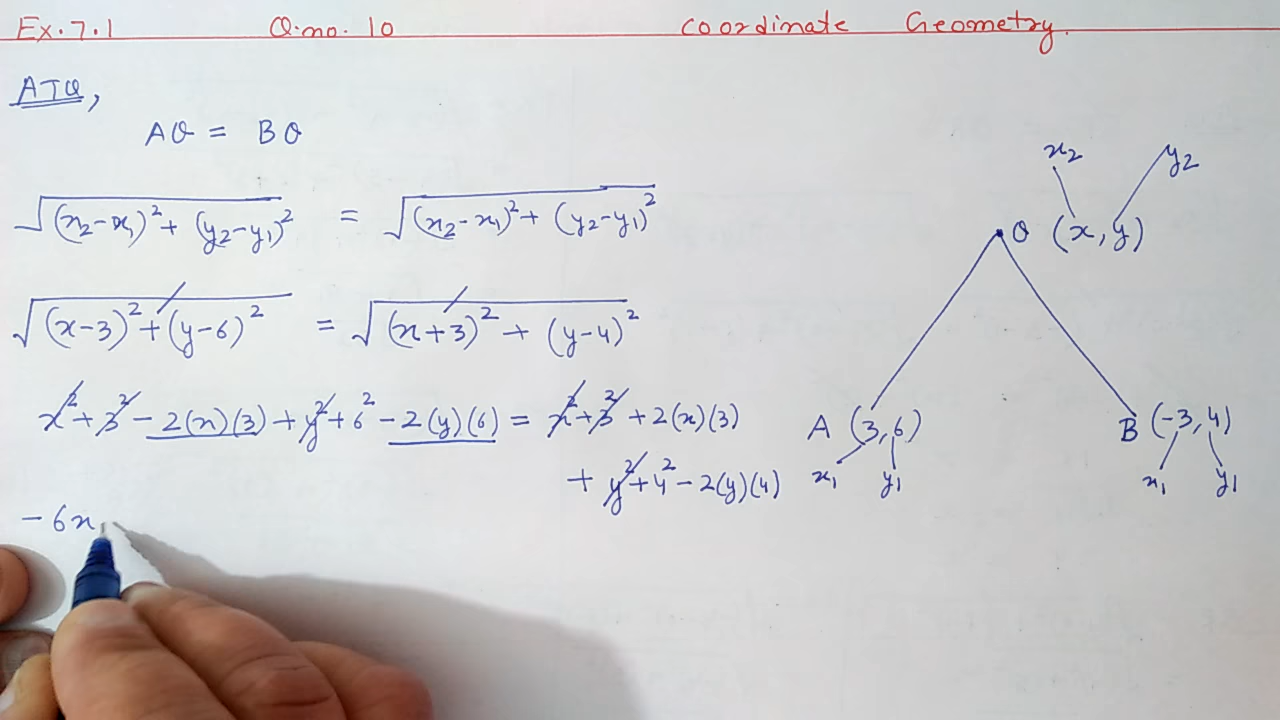 Ex. 7.1 Q.no. 10 Coordinate Geometry.
ATQ,
AO = BO
√(x₂-x₁)² + (y₂-y₁)² = √(x₂-x₁)² + (y₂-y₁)²
√(x-3)² + (y-6)² = √(x+3)² + (y-4)²
x² + 3² - 2(x)(3) + y² + 6² - 2(y)(6) = x² + 3² + 2(x)(3)
+ y² + 4² - 2(y)(4)
- 6x
x₂ y₂
O (x, y)
A (3, 6) B (-3, 4)
x₁ y₁ x₁ y₁